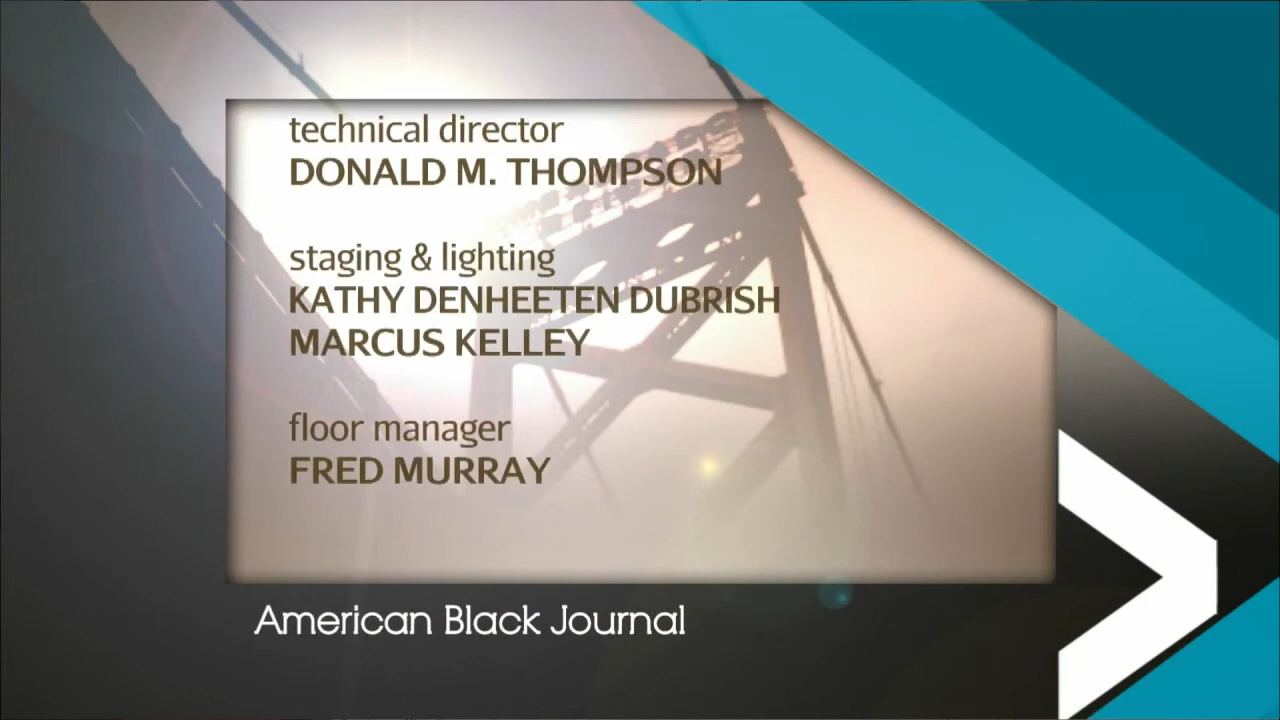 technical director
DONALD M. THOMPSON
staging & lighting
KATHY DENHEETEN DUBRISH
MARCUS KELLEY
floor manager
FRED MURRAY
American Black Journal